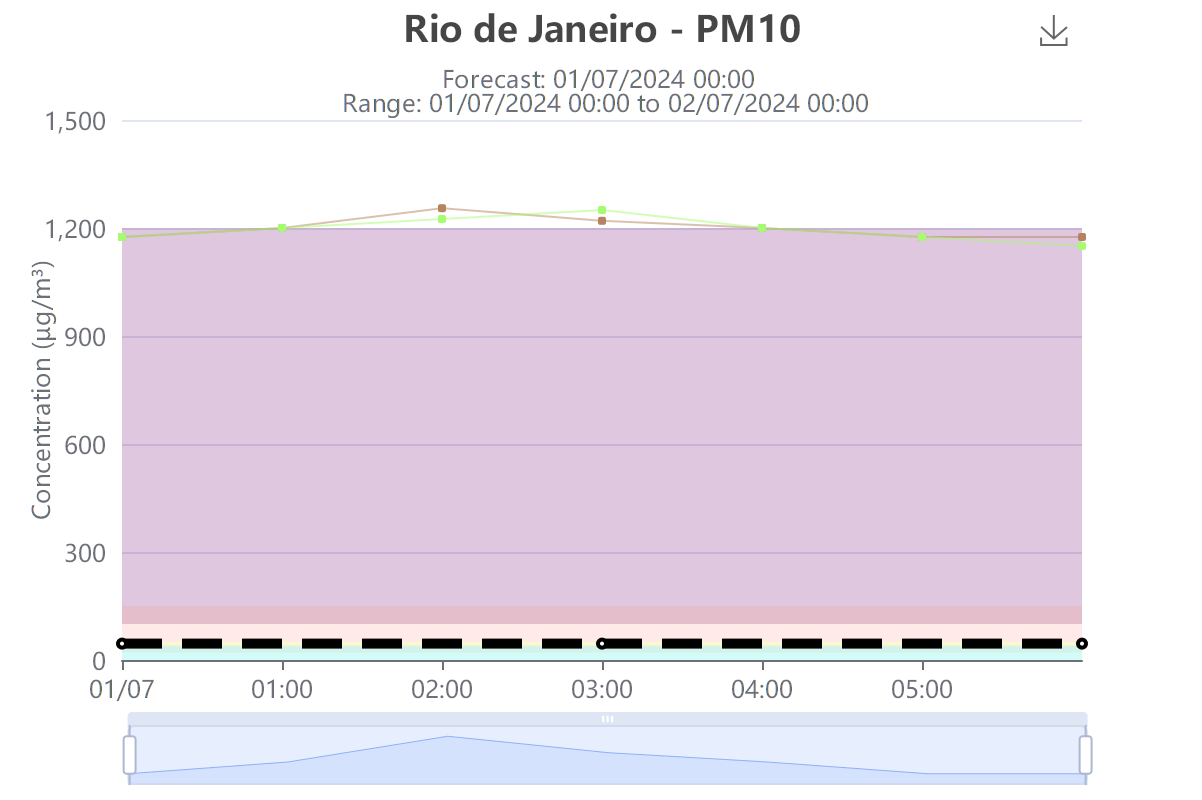 Rio de Janeiro - PM10
Forecast: 01/07/2024 00:00
Range: 01/07/2024 00:00 to 02/07/2024 00:00
Concentration (µg/m³)
1,500
1,200
900
600
300
0
01/07 01:00 02:00 03:00 04:00 05:00